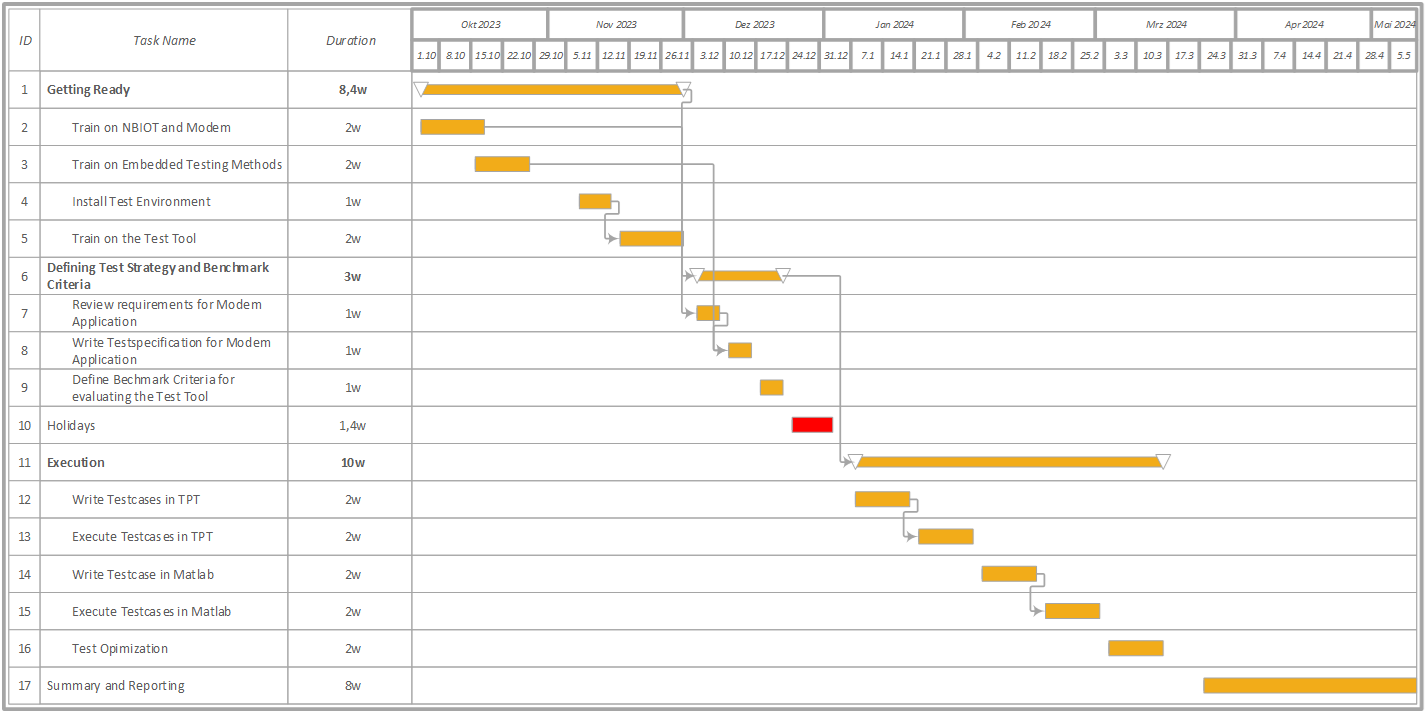 ID Task Name Duration Okt 2023 Nov 2023 Dez 2023 Jan 2024 Feb 2024 Mrz 2024 Apr 2024 Mai 2024
1.10 8.10 15.10 22.10 29.10 5.11 12.11 19.11 26.11 3.12 10.12 17.12 24.12 31.12 7.1 14.1 21.1 28.1 4.2 11.2 18.2 25.2 3.3 10.3 17.3 24.3 31.3 7.4 14.4 21.4 28.4 5.5
1 Getting Ready 8,4w
2 Train on NBIOT and Modem 2w
3 Train on Embedded Testing Methods 2w
4 Install Test Environment 1w
5 Train on the Test Tool 2w
6 Defining Test Strategy and Benchmark
Criteria 3w
7 Review requirements for Modem
Application 1w
8 Write Testspecification for Modem
Application 1w
9 Define Bechmark Criteria for
evaluating the Test Tool 1w
10 Holidays 1,4w
11 Execution 10w
12 Write Testcases in TPT 2w
13 Execute Testcases in TPT 2w
14 Write Testcase in Matlab 2w
15 Execute Testcases in Matlab 2w
16 Test Opimization 2w
17 Summary and Reporting 8w